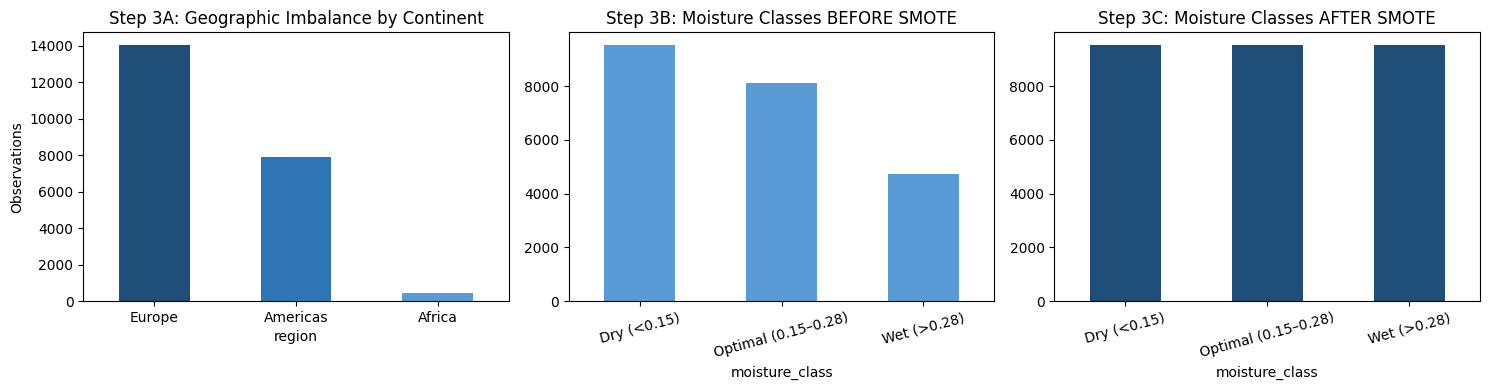 Step 3A: Geographic Imbalance by Continent
Observations
14000
12000
10000
8000
6000
4000
2000
0
Europe
Americas
Africa
region
Step 3B: Moisture Classes BEFORE SMOTE
8000
6000
4000
2000
0
Dry (<0.15)
Optimal (0.15–0.28)
Wet (>0.28)
moisture_class
Step 3C: Moisture Classes AFTER SMOTE
8000
6000
4000
2000
0
Dry (<0.15)
Optimal (0.15–0.28)
Wet (>0.28)
moisture_class